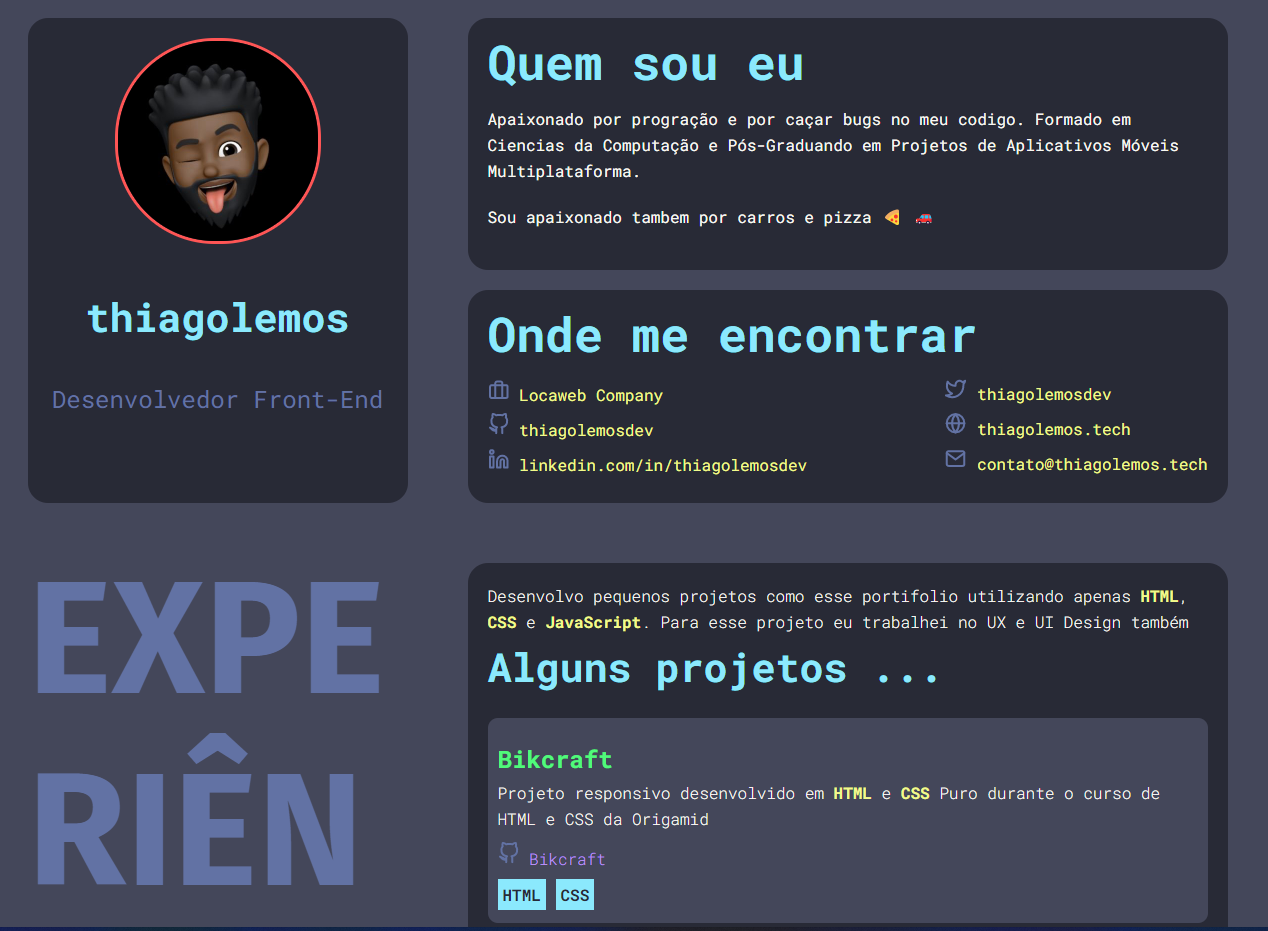 thiagolemos
Desenvolvedor Front-End
Quem sou eu
Apaixonado por progração e por caçar bugs no meu codigo. Formado em
Ciencias da Computação e Pós-Graduando em Projetos de Aplicativos Móveis
Multiplataforma.
Sou apaixonado tambem por carros e pizza 🍕 🚗
Onde me encontrar
Locaweb Company
thiagolemosdev
linkedin.com/in/thiagolemosdev
thiagolemosdev
thiagolemos.tech
contato@thiagolemos.tech
EXPE
RIÊN
Desenvolvo pequenos projetos como esse portifolio utilizando apenas HTML,
CSS e JavaScript. Para esse projeto eu trabalhei no UX e UI Design também
Alguns projetos ...
Bikcraft
Projeto responsivo desenvolvido em HTML e CSS Puro durante o curso de
HTML e CSS da Origamid
Bikcraft
HTML CSS